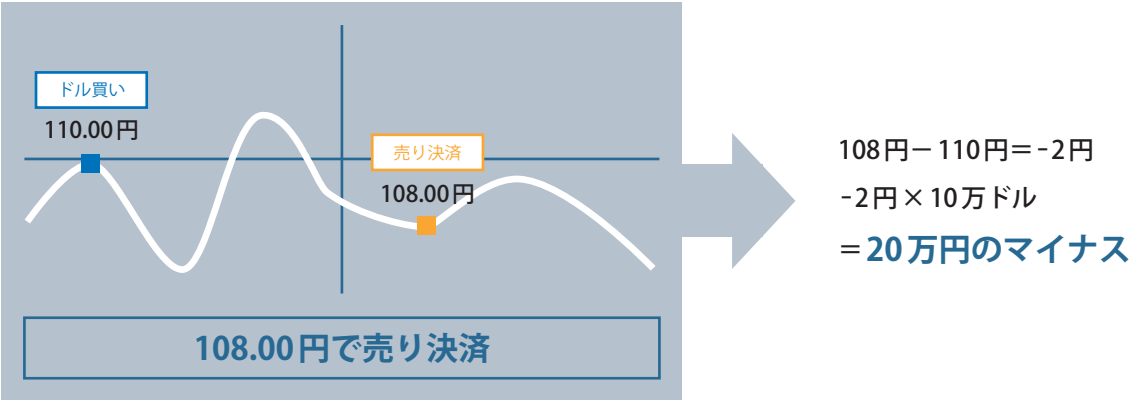 ドル買い
110.00円
売り決済
108.00円
108.00円で売り決済
108円－110円＝-2円
-2円×10万ドル
＝20万円のマイナス